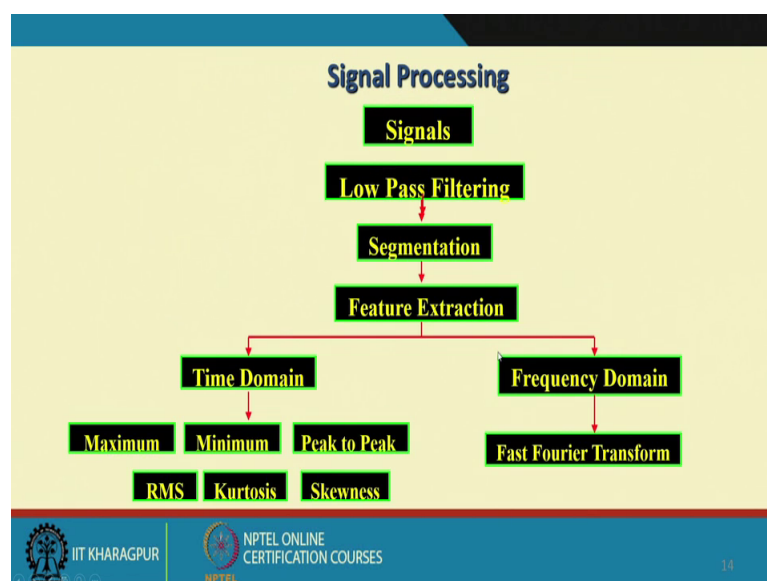 Signal Processing
Signals
Low Pass Filtering
Segmentation
Feature Extraction
Time Domain
Frequency Domain
Maximum
Minimum
Peak to Peak
Fast Fourier Transform
RMS
Kurtosis
Skewness
IIT KHARAGPUR
NPTEL
NPTEL ONLINE
CERTIFICATION COURSES
14